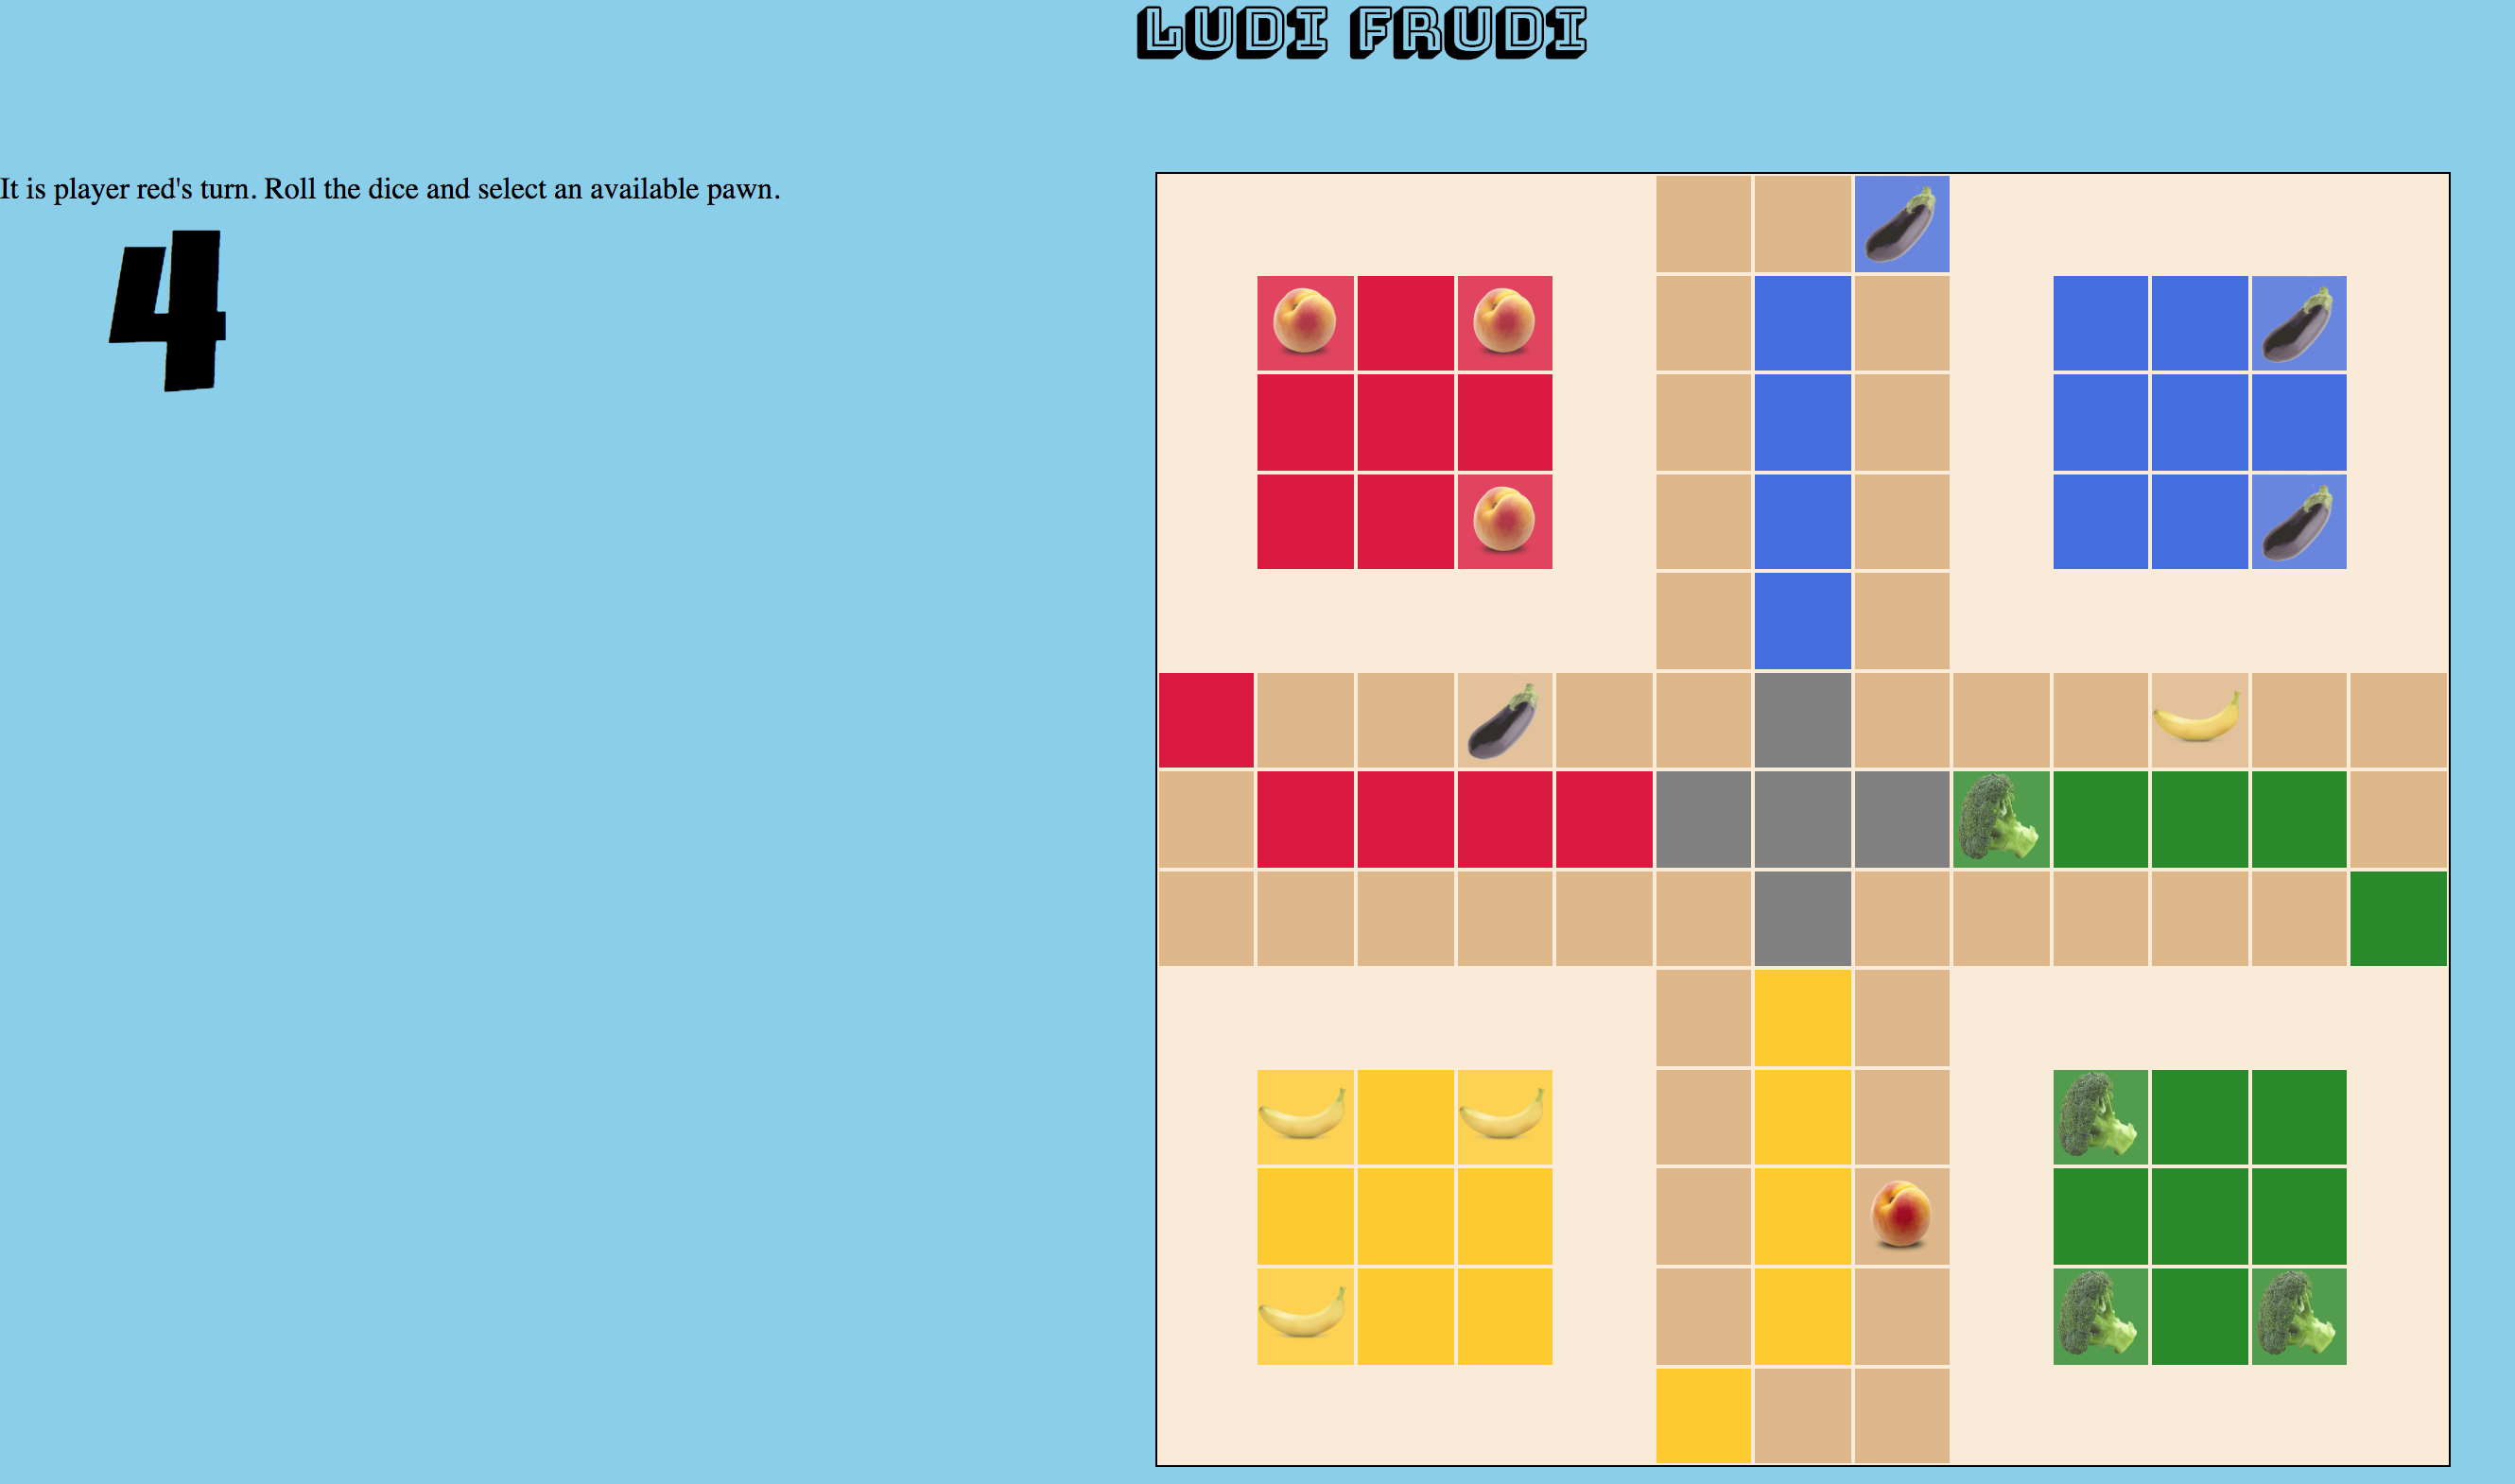 LUDI FRUDI
It is player red's turn. Roll the dice and select an available pawn.
4